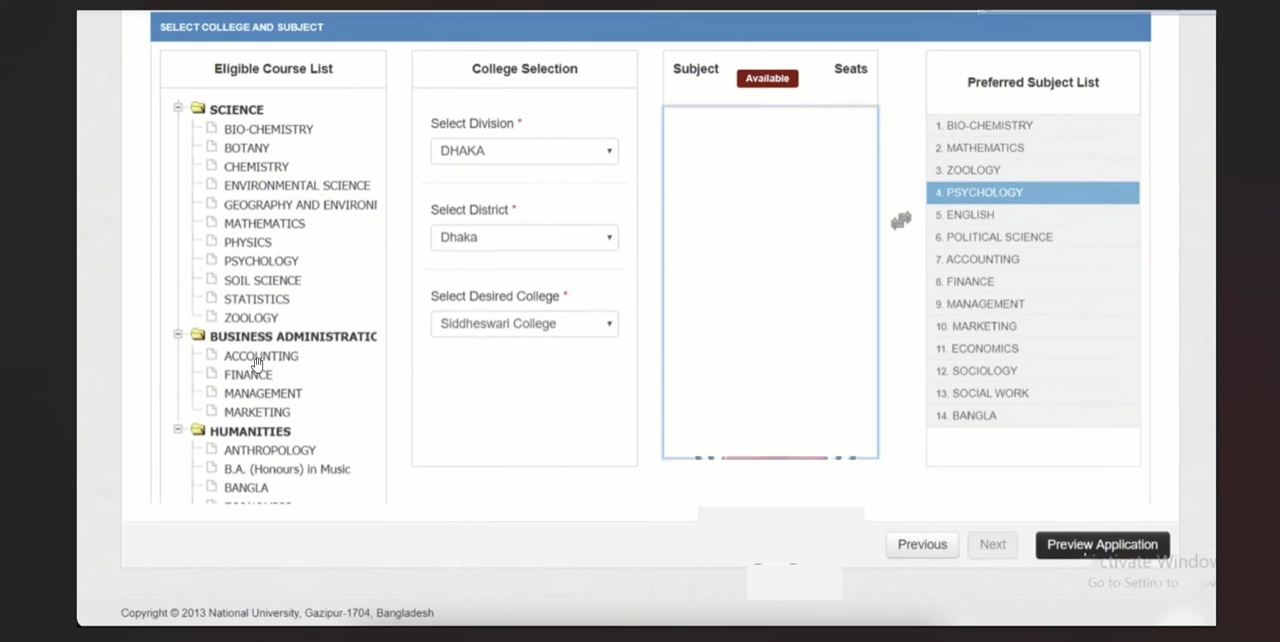 SELECT COLLEGE AND SUBJECT
Eligible Course List
SCIENCE
BIO-CHEMISTRY
BOTANY
CHEMISTRY
ENVIRONMENTAL SCIENCE
GEOGRAPHY AND ENVIRONI
MATHEMATICS
PHYSICS
PSYCHOLOGY
SOIL SCIENCE
STATISTICS
ZOOLOGY
BUSINESS ADMINISTRATIC
ACCOUNTING
FINANCE
MANAGEMENT
MARKETING
HUMANITIES
ANTHROPOLOGY
B.A. (Honours) in Music
BANGLA
College Selection
Select Division *
DHAKA
Select District *
Dhaka
Select Desired College *
Siddheswari College
Subject Available Seats
Preferred Subject List
1. BIO-CHEMISTRY
2. MATHEMATICS
3. ZOOLOGY
4. PSYCHOLOGY
5. ENGLISH
6. POLITICAL SCIENCE
7. ACCOUNTING
8. FINANCE
9. MANAGEMENT
10. MARKETING
11. ECONOMICS
12. SOCIOLOGY
13. SOCIAL WORK
14. BANGLA
Previous Next Preview Application
Copyright © 2013 National University, Gazipur-1704, Bangladesh